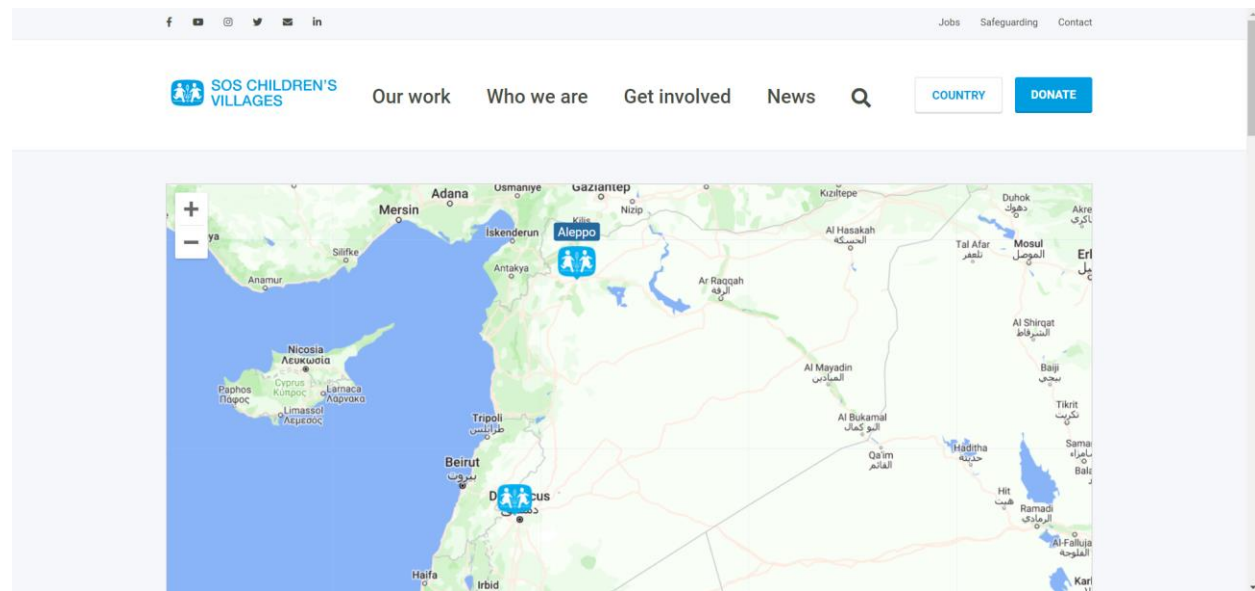 Jobs Safeguarding Contact
SOS CHILDREN'S
VILLAGES
Our work Who we are Get involved News
COUNTRY
DONATE
+
−
Adana
Osmaniye
Gaziantep
Mersin
Nizip
Kilis
Iskenderun
Aleppo
Kızıltepe
Duhok
دهوك
Akre
Al Hasakah
الحسكة
Tal Afar
تلعفر
Mosul
الموصل
Silifke
Anamur
Antakya
Ar Raqqah
الرقة
Al Shirqat
الشرقاط
Nicosia
Λευκωσία
Cyprus
Κύπρος
Paphos
Πάφος
Larnaca
Λάρνακα
Limassol
Λεμεσός
Al Mayadin
الميادين
Baiji
بيجي
Tikrit
تكريت
Al Bukamal
البو كمال
Tripoli
طرابلس
Haditha
حديثة
Qa'im
القائم
Beirut
بيروت
Hit
هيت
Ramadi
الرمادي
Al-Falluja
الفلوجة
Haifa
Irbid